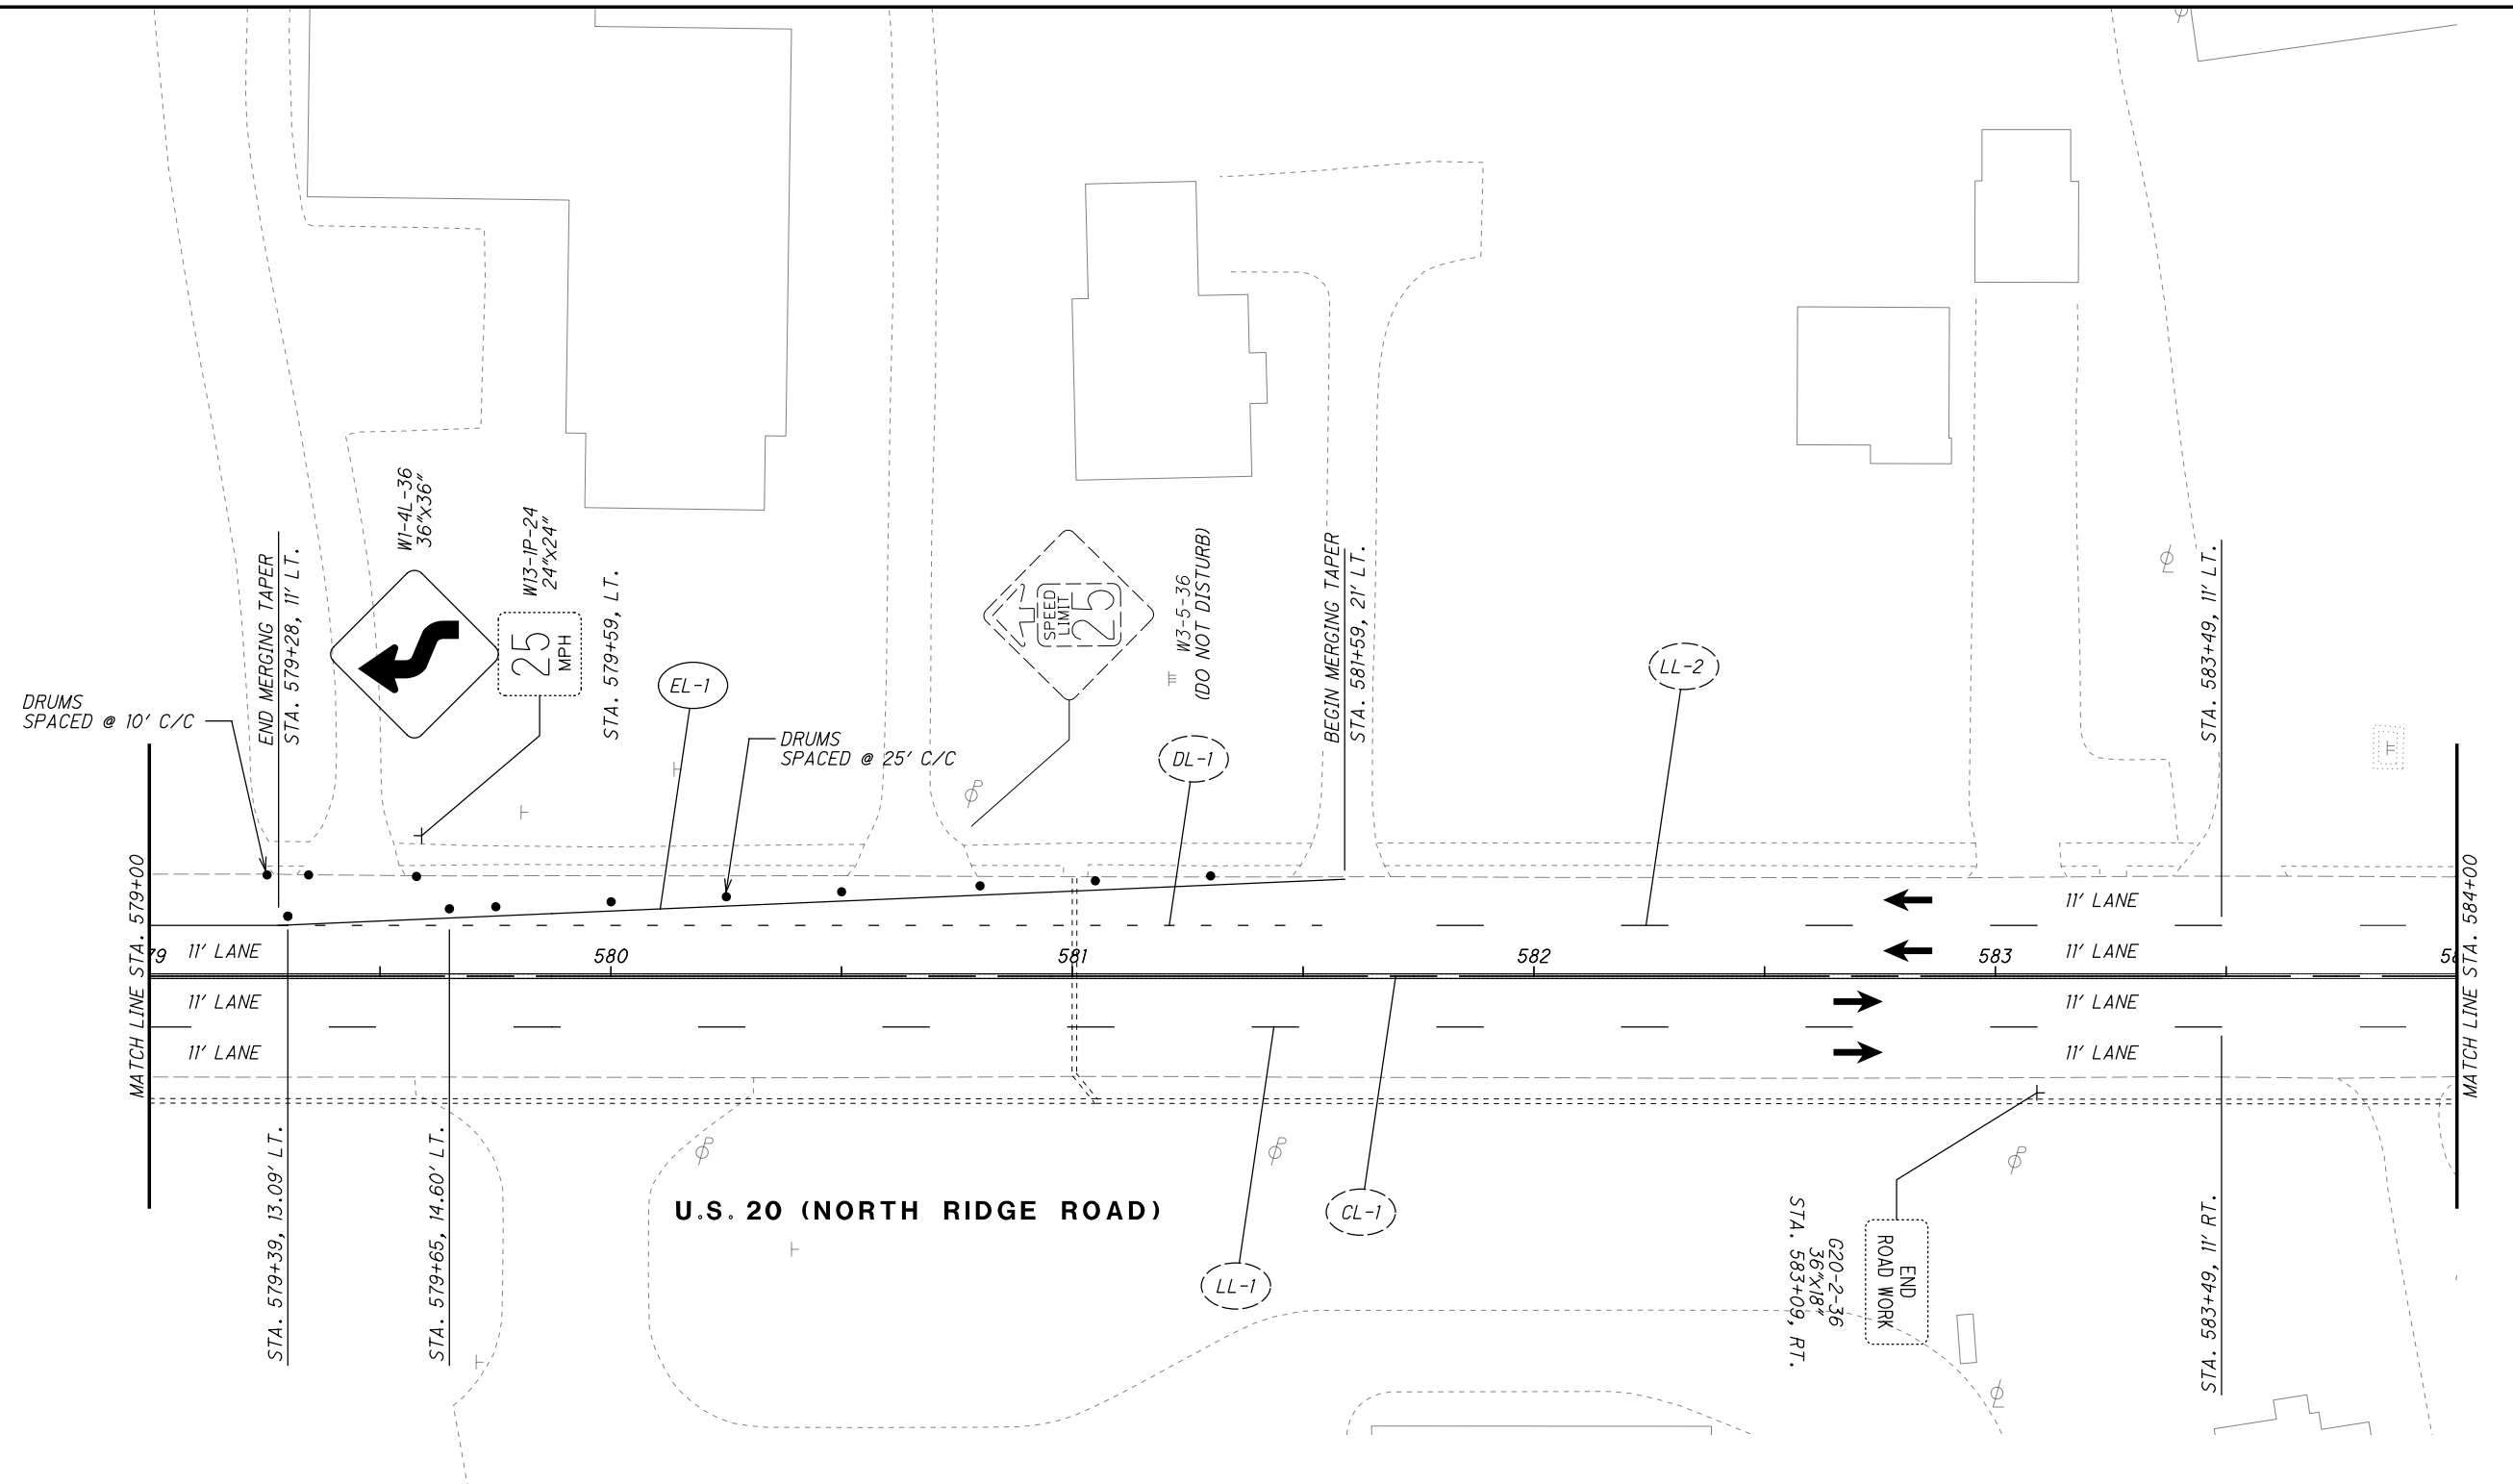 W1-4L-36
36"x36"
W13-1P-24
24"x24"
STA. 579+59, LT.
25
MPH
END MERGING TAPER
STA. 579+28, 11' LT.
DRUMS
SPACED @ 10' C/C
EL-1
DRUMS
SPACED @ 25' C/C
SPEED
LIMIT
25
W3-5-36
(DO NOT DISTURB)
DL-1
BEGIN MERGING TAPER
STA. 581+59, 21' LT.
LL-2
STA. 583+49, 11' LT.
MATCH LINE STA. 579+00
79
11' LANE
11' LANE
11' LANE
580
581
582
583
58
11' LANE
11' LANE
11' LANE
11' LANE
MATCH LINE STA. 584+00
STA. 579+39, 13.09' LT.
STA. 579+65, 14.60' LT.
U.S. 20 (NORTH RIDGE ROAD)
LL-1
CL-1
END
ROAD WORK
G20-2-36
36"x18"
STA. 583+09, RT.
STA. 583+49, 11' RT.